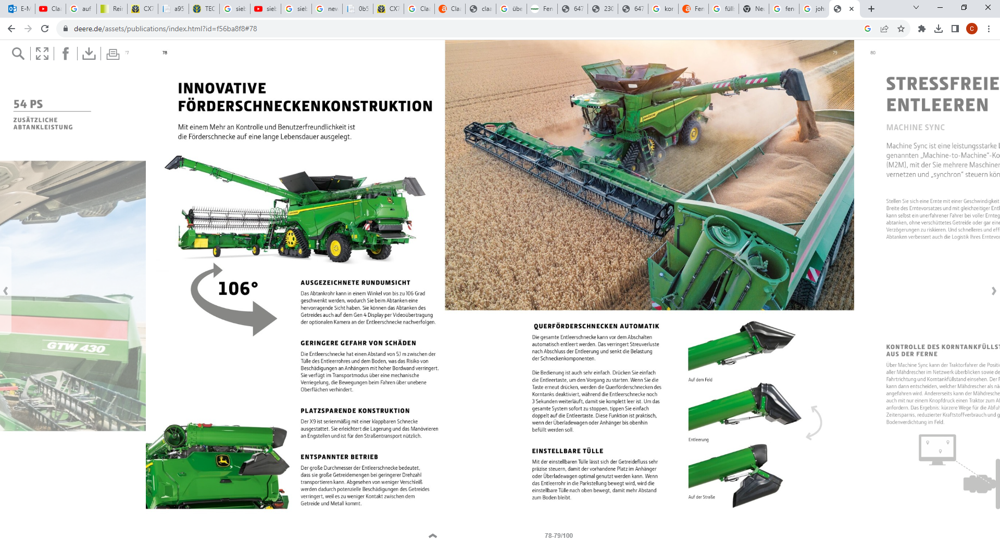 E-M
Cla
auf
Rein
CX7
a95
TEC
sieb
sieb
sieb
new
0b5
CX7
Cla
Cla
claa
übe
Fen
647
230
647
kor
Fen
fülls
Neu
fend
joh
deere.de/assets/publications/index.html?id=f56ba8f8#78
C
78
79
80
54 PS
ZUSÄTZLICHE
ABTANKLEISTUNG
GTW 430
INNOVATIVE
FÖRDERSCHNECKENKONSTRUKTION
Mit einem Mehr an Kontrolle und Benutzerfreundlichkeit ist
die Förderschnecke auf eine lange Lebensdauer ausgelegt.
106°
AUSGEZEICHNETE RUNDUMSICHT
Das Abtankrohr kann in einem Winkel von bis zu 106 Grad
geschwenkt werden, wodurch Sie beim Abtanken eine
hervorragende Sicht haben. Sie können das Abtanken des
Getreides auch auf dem Gen 4 Display per Videoübertragung
der optionalen Kamera an der Entleerschnecke nachverfolgen.
GERINGERE GEFAHR VON SCHÄDEN
Die Entleerschnecke hat einen Abstand von 5,1 m zwischen der
Tülle des Entleerrohres und dem Boden, was das Risiko von
Beschädigungen an Anhängern mit hoher Bordwand verringert.
Sie verfügt im Transportmodus über eine mechanische
Verriegelung, die Bewegungen beim Fahren über unebene
Oberflächen verhindert.
PLATZSPARENDE KONSTRUKTION
Der X9 ist serienmäßig mit einer klappbaren Schnecke
ausgestattet. Sie erleichtert die Lagerung und das Manövrieren
an Engstellen und ist für den Straßentransport nützlich.
ENTSPANNTER BETRIEB
Der große Durchmesser der Entleerschnecke bedeutet,
dass sie große Getreidemengen bei geringerer Drehzahl
transportieren kann. Abgesehen von weniger Verschleiß
werden dadurch potenzielle Beschädigungen des Getreides
verringert, weil es zu weniger Kontakt zwischen dem
Getreide und Metall kommt.
JOHN DEERE
QUERFÖRDERSCHNECKEN AUTOMATIK
Die gesamte Entleerschnecke kann vor dem Abschalten
automatisch entleert werden. Das verringert Streuverluste
nach Abschluss der Entleerung und senkt die Belastung
der Schneckenkomponenten.
Die Bedienung ist auch sehr einfach. Drücken Sie einfach
die Entleertaste, um den Vorgang zu starten. Wenn Sie die
Taste erneut drücken, werden die Querförderschnecken des
Korntanks deaktiviert, während die Entleerschnecke noch
3 Sekunden weiterläuft, damit sie komplett leer ist. Um das
gesamte System sofort zu stoppen, tippen Sie einfach
doppelt auf die Entleertaste. Diese Funktion ist praktisch,
wenn der Überladewagen oder Anhänger bis obenhin
befüllt werden soll.
EINSTELLBARE TÜLLE
Mit der einstellbaren Tülle lässt sich der Getreidefluss sehr
präzise steuern, damit der vorhandene Platz im Anhänger
oder Überladewagen optimal genutzt werden kann. Wenn
das Entleerrohr in die Parkstellung bewegt wird, wird die
einstellbare Tülle nach oben bewegt, damit mehr Abstand
zum Boden bleibt.
Auf dem Feld
Entleerung
Auf der Straße
STRESSFREIE
ENTLEEREN
MACHINE SYNC
Machine Sync ist eine leistungsstarke
genannten „Machine-to-Machine"-Ko
(M2M), mit der Sie mehrere Maschinen
vernetzen und „synchron" steuern kön
Stellen Sie sich eine Ernte mit einer Geschwindigkeit
Breite des Erntevorsatzes und mit gleichzeitiger Entl
kann selbst ein unerfahrener Fahrer bei voller Ernteg
abtanken, ohne verschüttetes Getreide oder gar eine
Verzögerungen zu riskieren. Und schnelleres und eff
Abtanken verbessert auch die Logistik Ihres Erntevor
KONTROLLE DES KORNTANKFÜLLST
AUS DER FERNE
Über Machine Sync kann der Traktorfahrer die Positi
aller Mähdrescher im Netzwerk überblicken sowie de
Fahrtrichtung und Korntankfüllstand einsehen. Der F
kann dann entscheiden, welcher Mähdrescher als nä
angefahren wird. Andererseits kann der Mähdresche
auch mit nur einem Knopfdruck einen Traktor zum A
anfordern. Das Ergebnis: kürzere Wege für die Abfuh
Zeitersparnis, reduzierter Kraftstoffverbrauch und g
Bodenverdichtung im Feld.
78-79/100